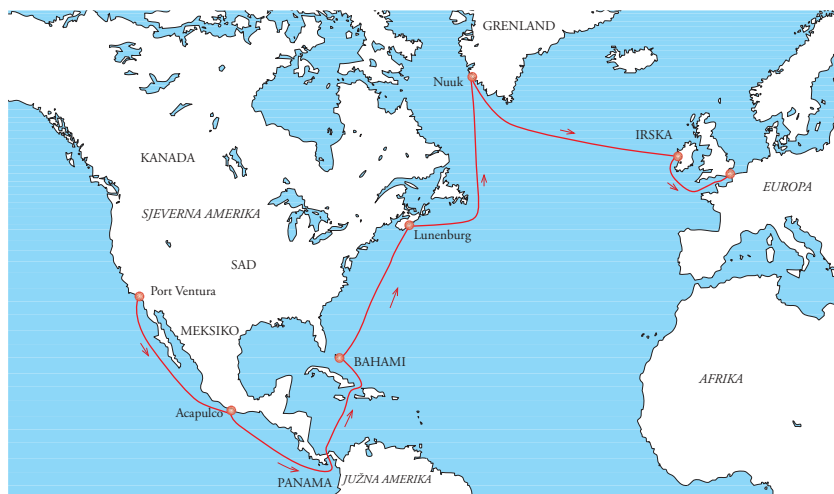 GRENLAND
Nuuk
IRSKA
KANADA
EUROPA
SJEVERNA AMERIKA
Lunenburg
SAD
Port Ventura
MEKSIKO
BAHAMI
AFRIKA
Acapulco
PANAMA
JUŽNA AMERIKA